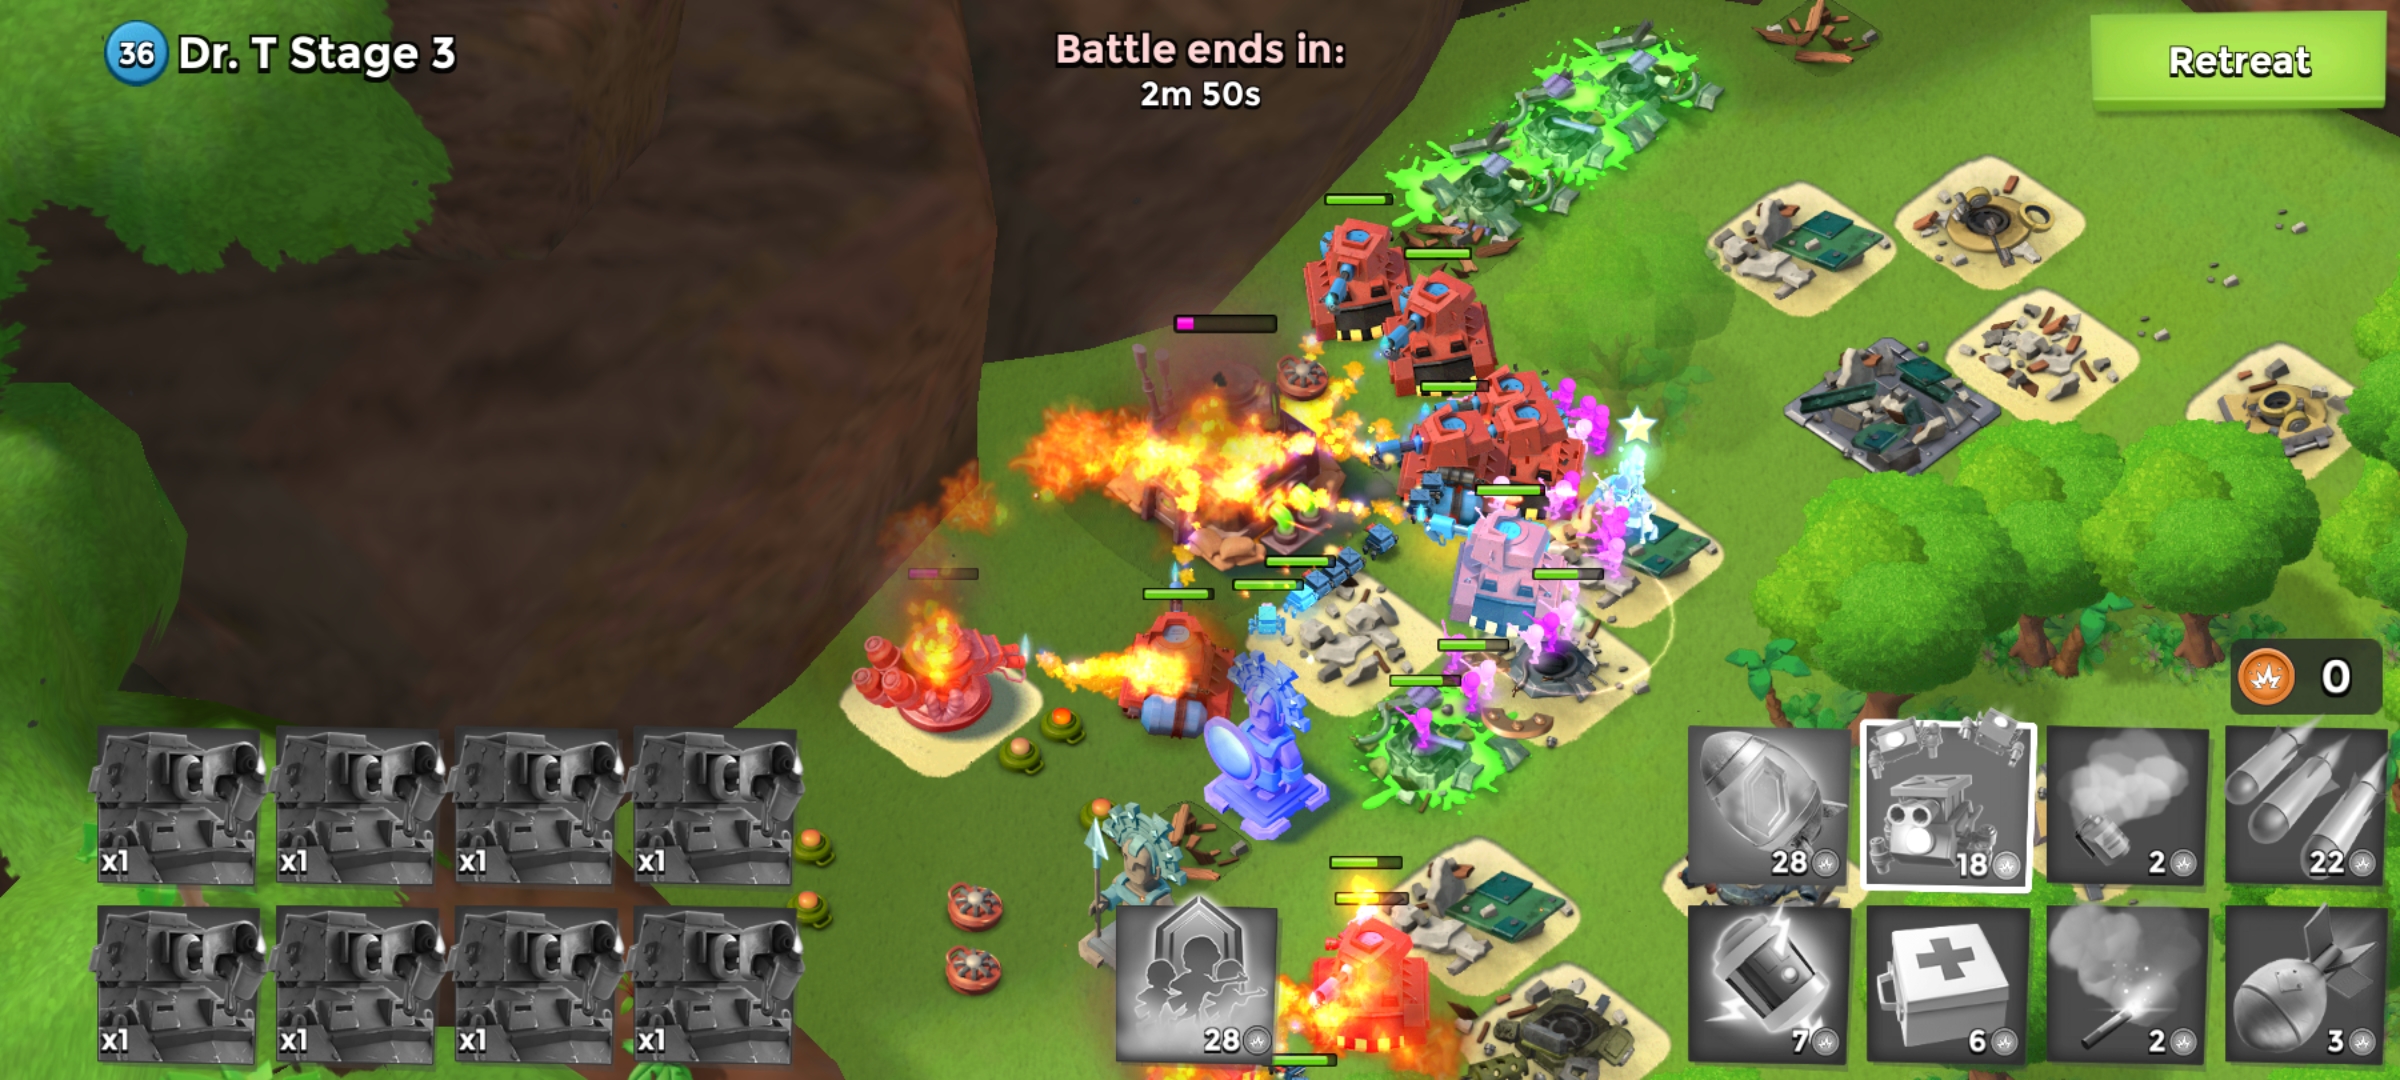 36 Dr. T Stage 3
Battle ends in:
2m 50s
Retreat
0
x1 x1 x1 x1
28 18 2 22
x1 x1 x1 x1
28
7 6 2 3